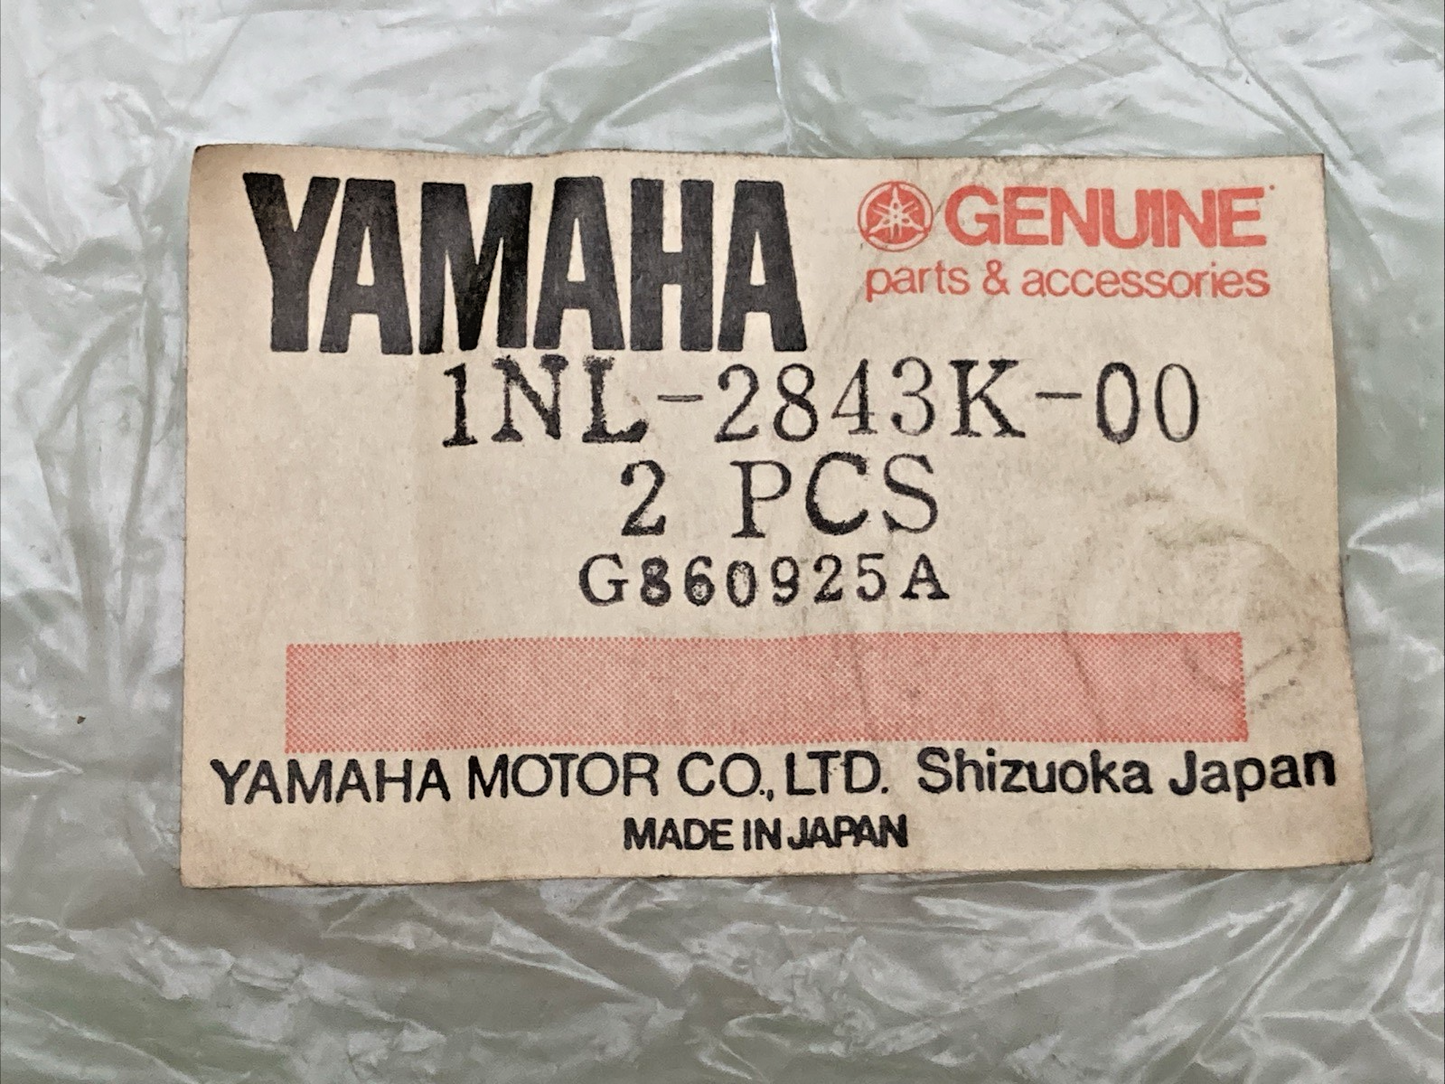 YAMAHA
GENUINE
parts & accessories
1NL-2843K-00
2 PCS
G860925A
YAMAHA MOTOR CO., LTD. Shizuoka Japan
MADE IN JAPAN